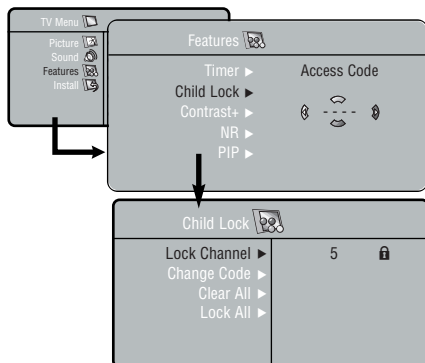 TV Menu
Picture
Sound
Features
Install
Features
Timer ►
Child Lock ►
Contrast+ ►
NR ►
PIP ►
Access Code
- - - -
Child Lock
Lock Channel ►
Change Code ►
Clear All ►
Lock All ►
5